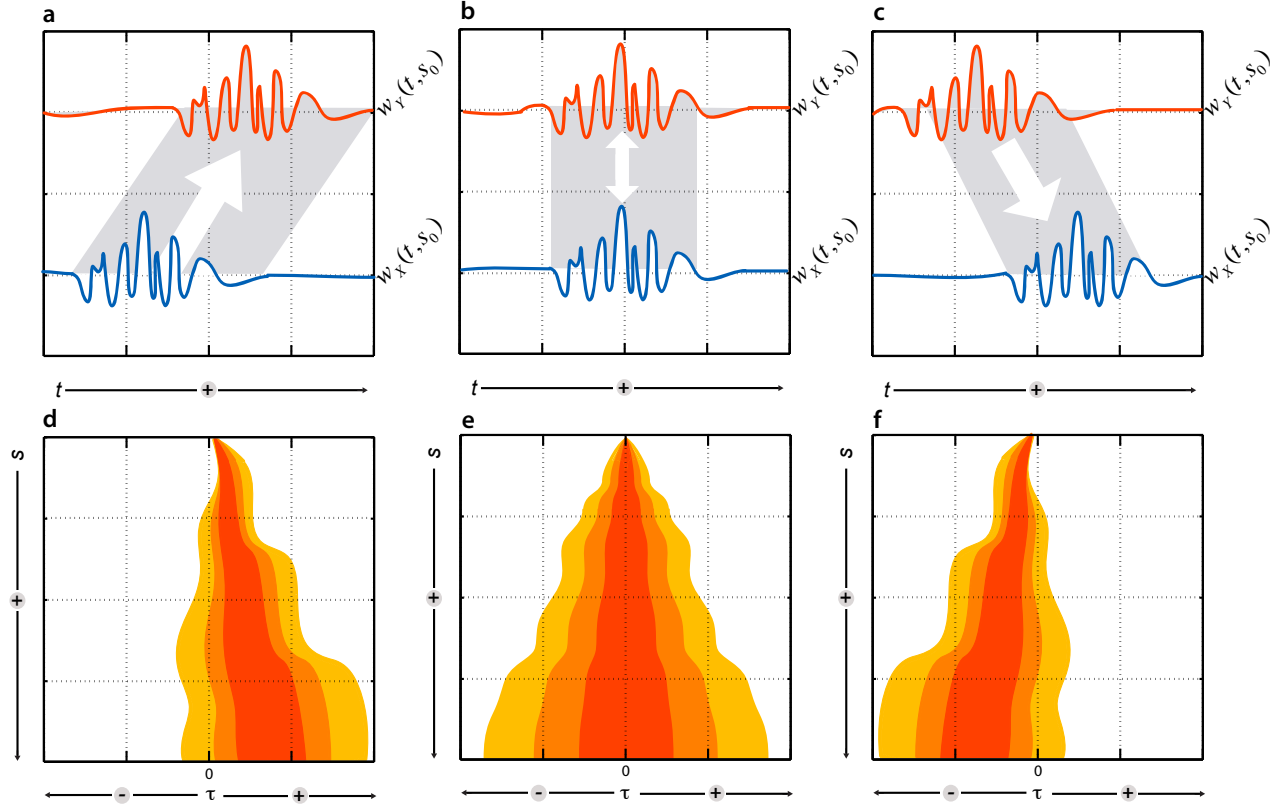 a
b
c
w_Y(t,s_0)
w_Y(t,s_0)
w_Y(t,s_0)
w_X(t,s_0)
w_X(t,s_0)
w_X(t,s_0)
t +
t +
t +
d
e
f
s
s
s
+
+
+
0
0
0
- τ +
- τ +
- τ +